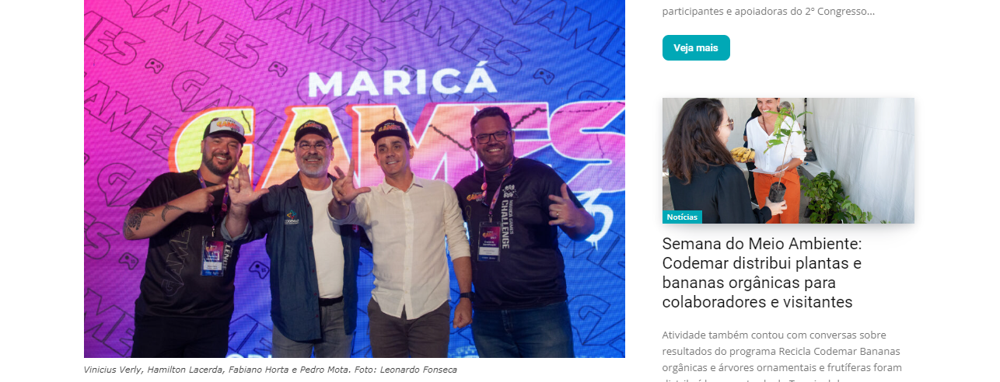 MARICÁ
GAMES
CHALLENGE
Vinicius Verly, Hamilton Lacerda, Fabiano Horta e Pedro Mota. Foto: Leonardo Fonseca
participantes e apoiadoras do 2º Congresso...
Veja mais
Notícias
Semana do Meio Ambiente:
Codemar distribui plantas e
bananas orgânicas para
colaboradores e visitantes
Atividade também contou com conversas sobre
resultados do programa Recicla Codemar Bananas
orgânicas e árvores ornamentais e frutíferas foram